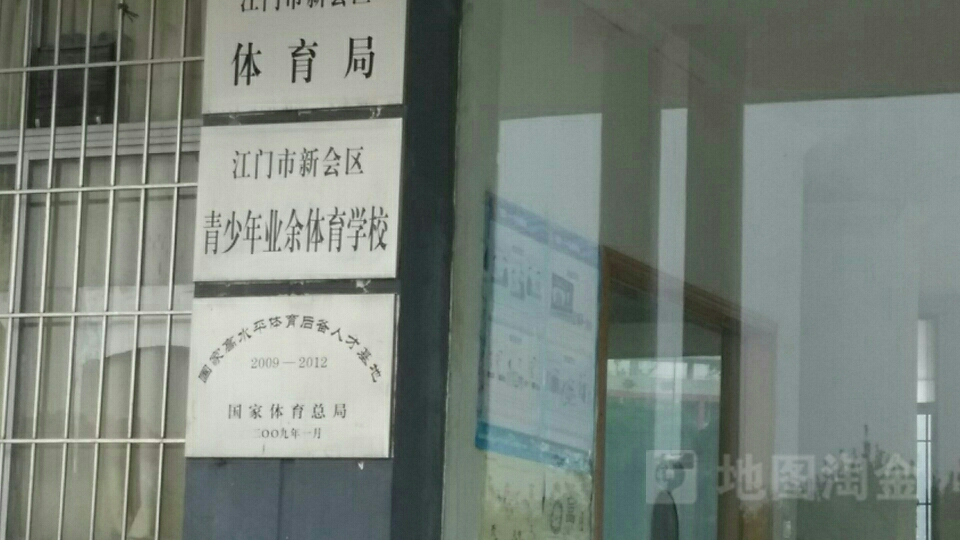 江门市新会区
体育局
江门市新会区
青少年业余体育学校
国家高水平体育后备人才基地
2009—2012
国家体育总局
二〇〇九年一月
地图淘金